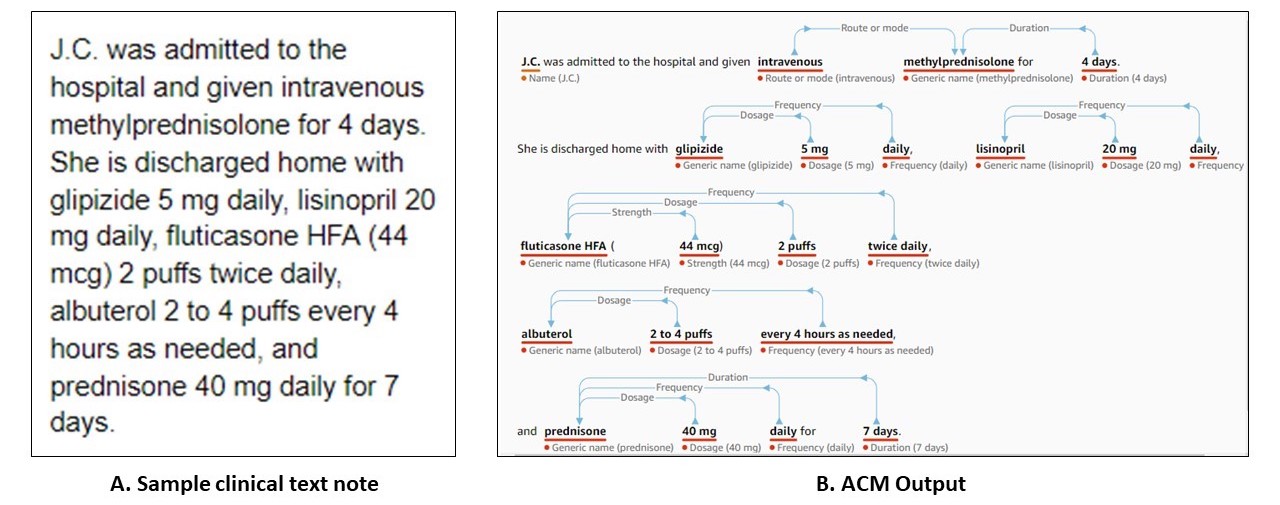 J.C. was admitted to the
hospital and given intravenous
methylprednisolone for 4 days.
She is discharged home with
glipizide 5 mg daily, lisinopril 20
mg daily, fluticasone HFA (44
mcg) 2 puffs twice daily,
albuterol 2 to 4 puffs every 4
hours as needed, and
prednisone 40 mg daily for 7
days.
A. Sample clinical text note
Route or mode Duration
J.C. was admitted to the hospital and given intravenous methylprednisolone for 4 days.
• Name (J.C.) • Route or mode (intravenous) • Generic name (methylprednisolone) • Duration (4 days)
Frequency Frequency
Dosage Dosage
She is discharged home with glipizide 5 mg daily, lisinopril 20 mg daily,
• Generic name (glipizide) • Dosage (5 mg) • Frequency (daily) • Generic name (lisinopril) • Dosage (20 mg) • Frequency
Frequency
Dosage
Strength
fluticasone HFA ( 44 mcg) 2 puffs twice daily,
• Generic name (fluticasone HFA) • Strength (44 mcg) • Dosage (2 puffs) • Frequency (twice daily)
Frequency
Dosage
albuterol 2 to 4 puffs every 4 hours as needed,
• Generic name (albuterol) • Dosage (2 to 4 puffs) • Frequency (every 4 hours as needed)
Duration
Frequency
Dosage
and prednisone 40 mg daily for 7 days.
• Generic name (prednisone) • Dosage (40 mg) • Frequency (daily) • Duration (7 days)
B. ACM Output